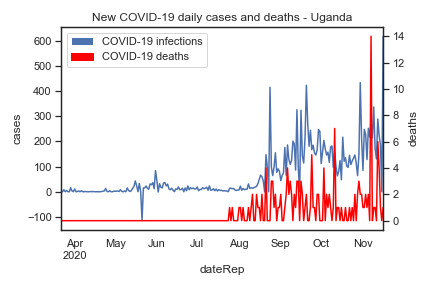 New COVID-19 daily cases and deaths - Uganda
COVID-19 infections
COVID-19 deaths
600
500
400
300
200
100
0
−100
cases
14
12
10
8
6
4
2
0
deaths
Apr May Jun Jul Aug Sep Oct Nov
2020
dateRep